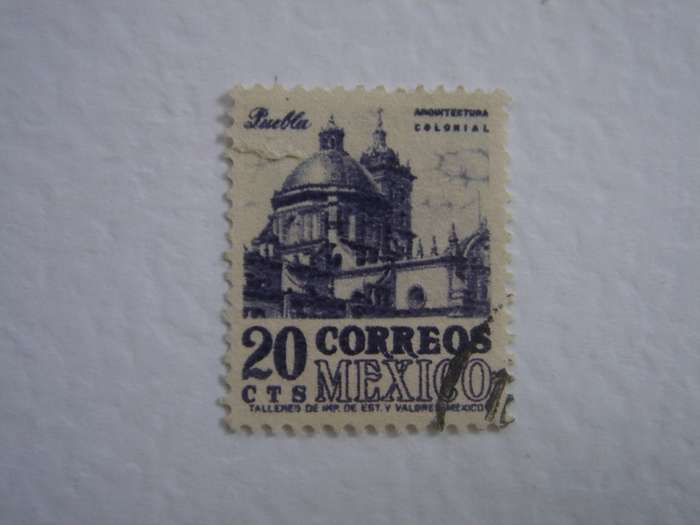 Puebla
ARQUITECTURA
COLONIAL
20 CORREOS
CTS MEXICO
TALLERES DE IMP. DE EST. Y VALORES-MEXICO